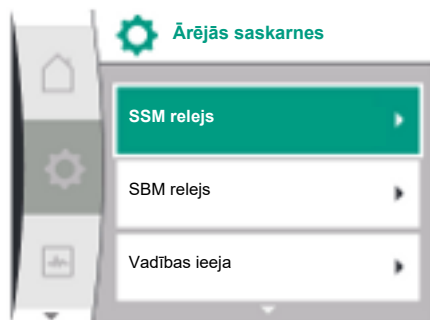 Ārējās saskarnes
SSM relejs
SBM relejs
Vadības ieeja